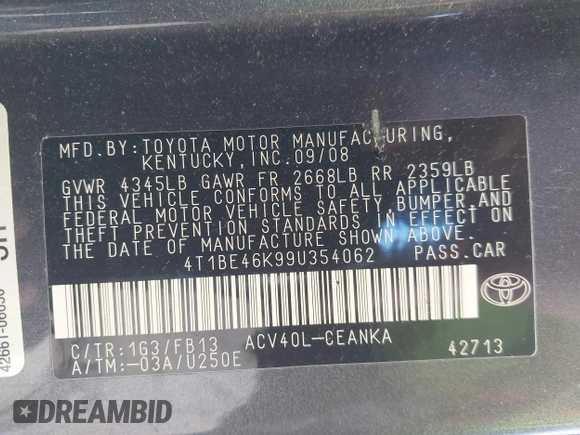 MFD.BY:TOYOTA MOTOR MANUFACTURING,
KENTUCKY,INC.09/08
GVWR 4345LB GAWR FR 2668LB RR 2359LB
THIS VEHICLE CONFORMS TO ALL APPLICABLE
FEDERAL MOTOR VEHICLE SAFETY,BUMPER,AND
THEFT PREVENTION STANDARDS IN EFFECT ON
THE DATE OF MANUFACTURE SHOWN ABOVE.
4T1BE46K99U354062 PASS.CAR
C/TR:1G3/FB13 ACV40L-CEANKA
A/TM:-03A/U250E 42713
DREAMBID